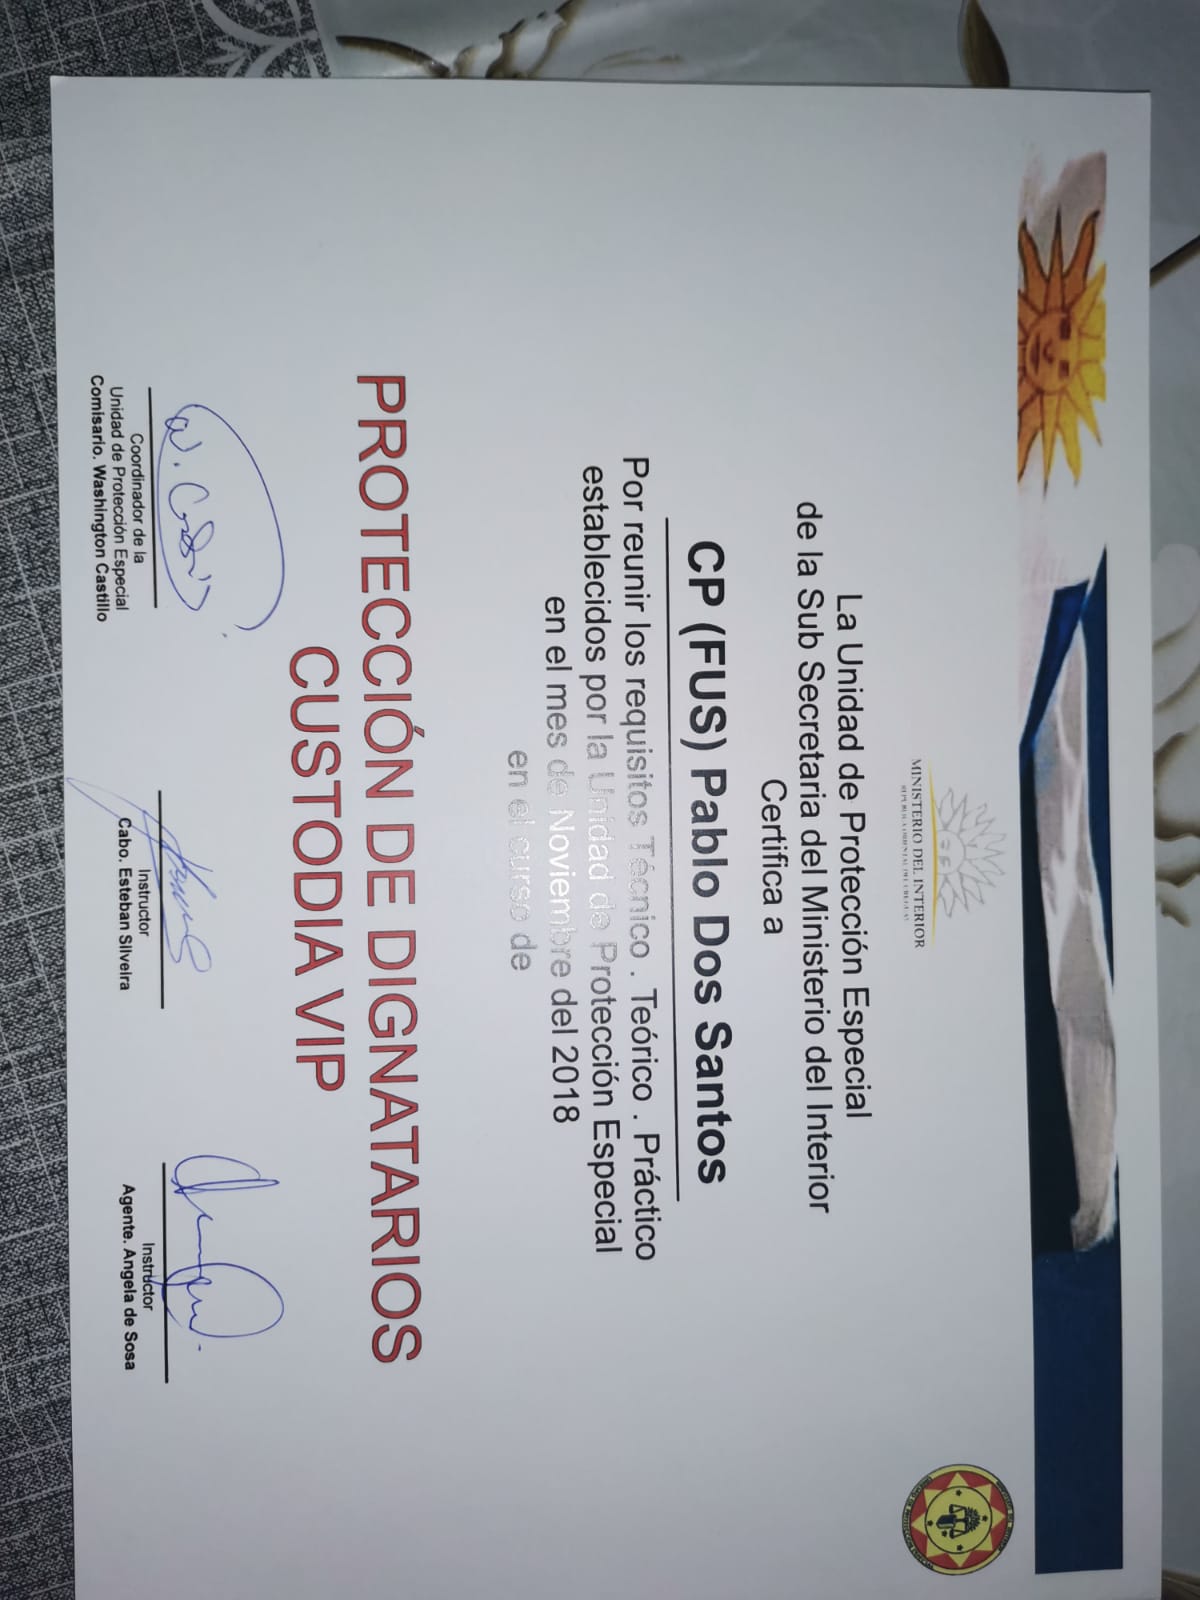 MINISTERIO DEL INTERIOR
REPUBLICA ORIENTAL DEL URUGUAY
La Unidad de Protección Especial
de la Sub Secretaria del Ministerio del Interior
Certifica a
CP (FUS) Pablo Dos Santos
Por reunir los requisitos Técnico . Teórico . Práctico
establecidos por la Unidad de Protección Especial
en el mes de Noviembre del 2018
en el curso de
PROTECCIÓN DE DIGNATARIOS
CUSTODIA VIP
Coordinador de la
Unidad de Protección Especial
Comisario. Washington Castillo
Instructor
Cabo. Esteban Silveira
Instructor
Agente. Angela de Sosa